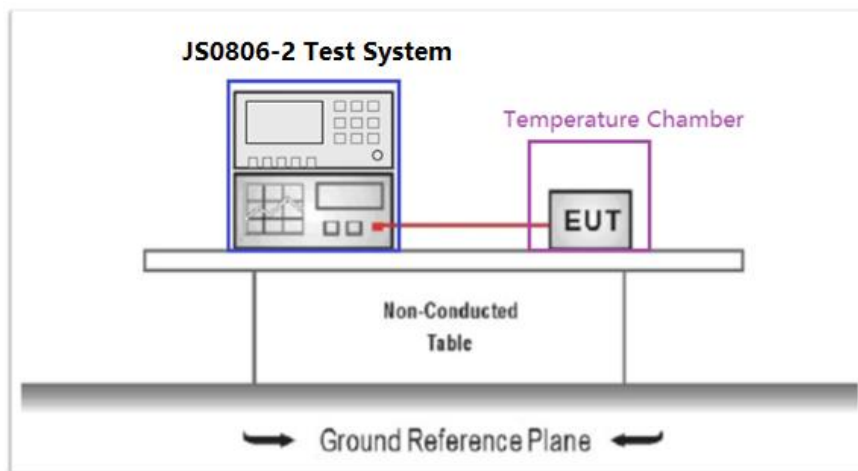 JS0806-2 Test System
Temperature Chamber
EUT
Non-Conducted
Table
Ground Reference Plane